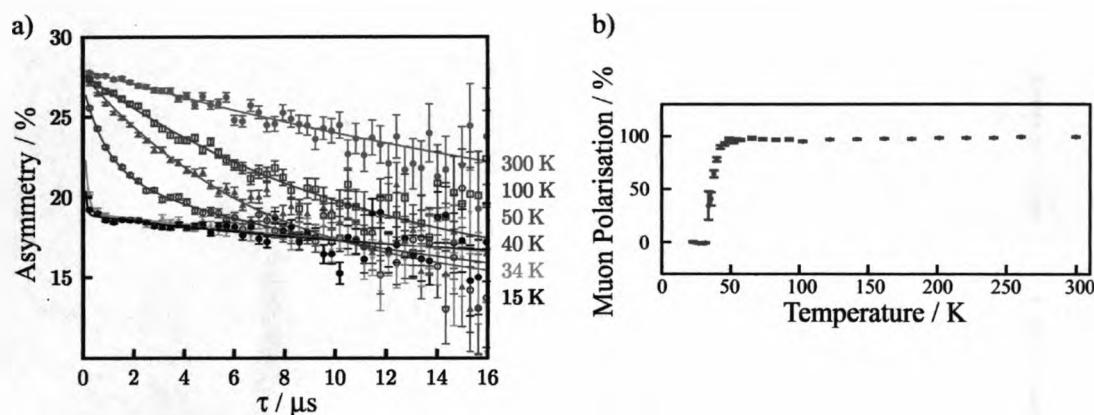 a)
30
25
20
15
Asymmetry / %
0
2
4
6
8
10
12
14
16
τ / μs
300 K
100 K
50 K
40 K
34 K
15 K
b)
100
50
0
Muon Polarisation / %
0
50
100
150
200
250
300
Temperature / K